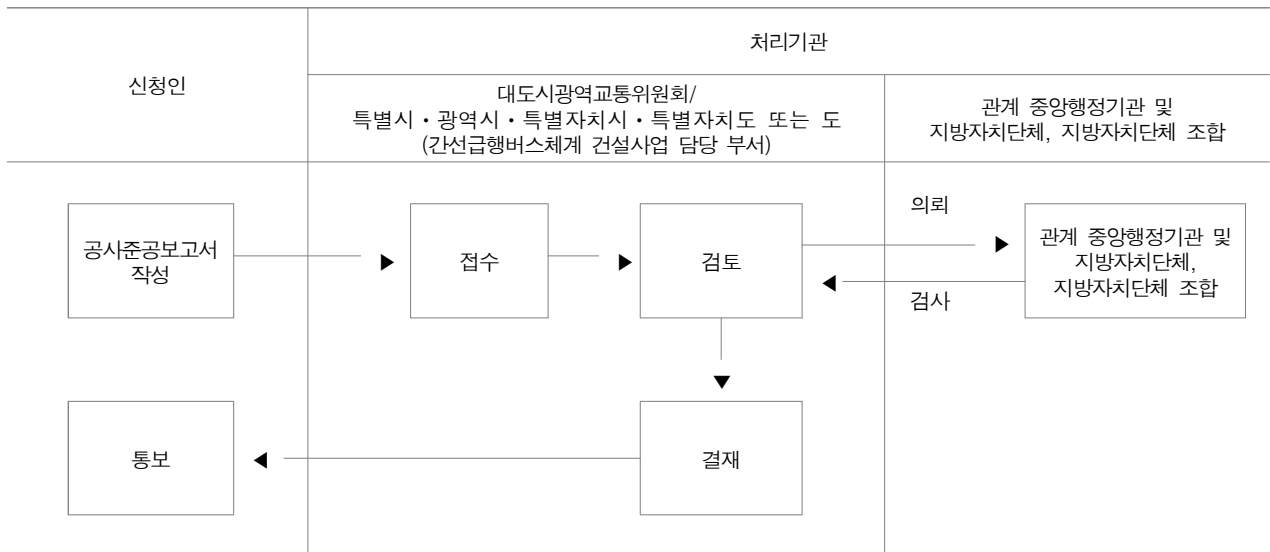 신청인
처리기관
대도시광역교통위원회/
특별시・광역시・특별자치시・특별자치도 또는 도
(간선급행버스체계 건설사업 담당 부서)
관계 중앙행정기관 및
지방자치단체, 지방자치단체 조합
공사준공보고서
작성
접수
검토
의뢰
검사
관계 중앙행정기관 및
지방자치단체,
지방자치단체 조합
통보
결재